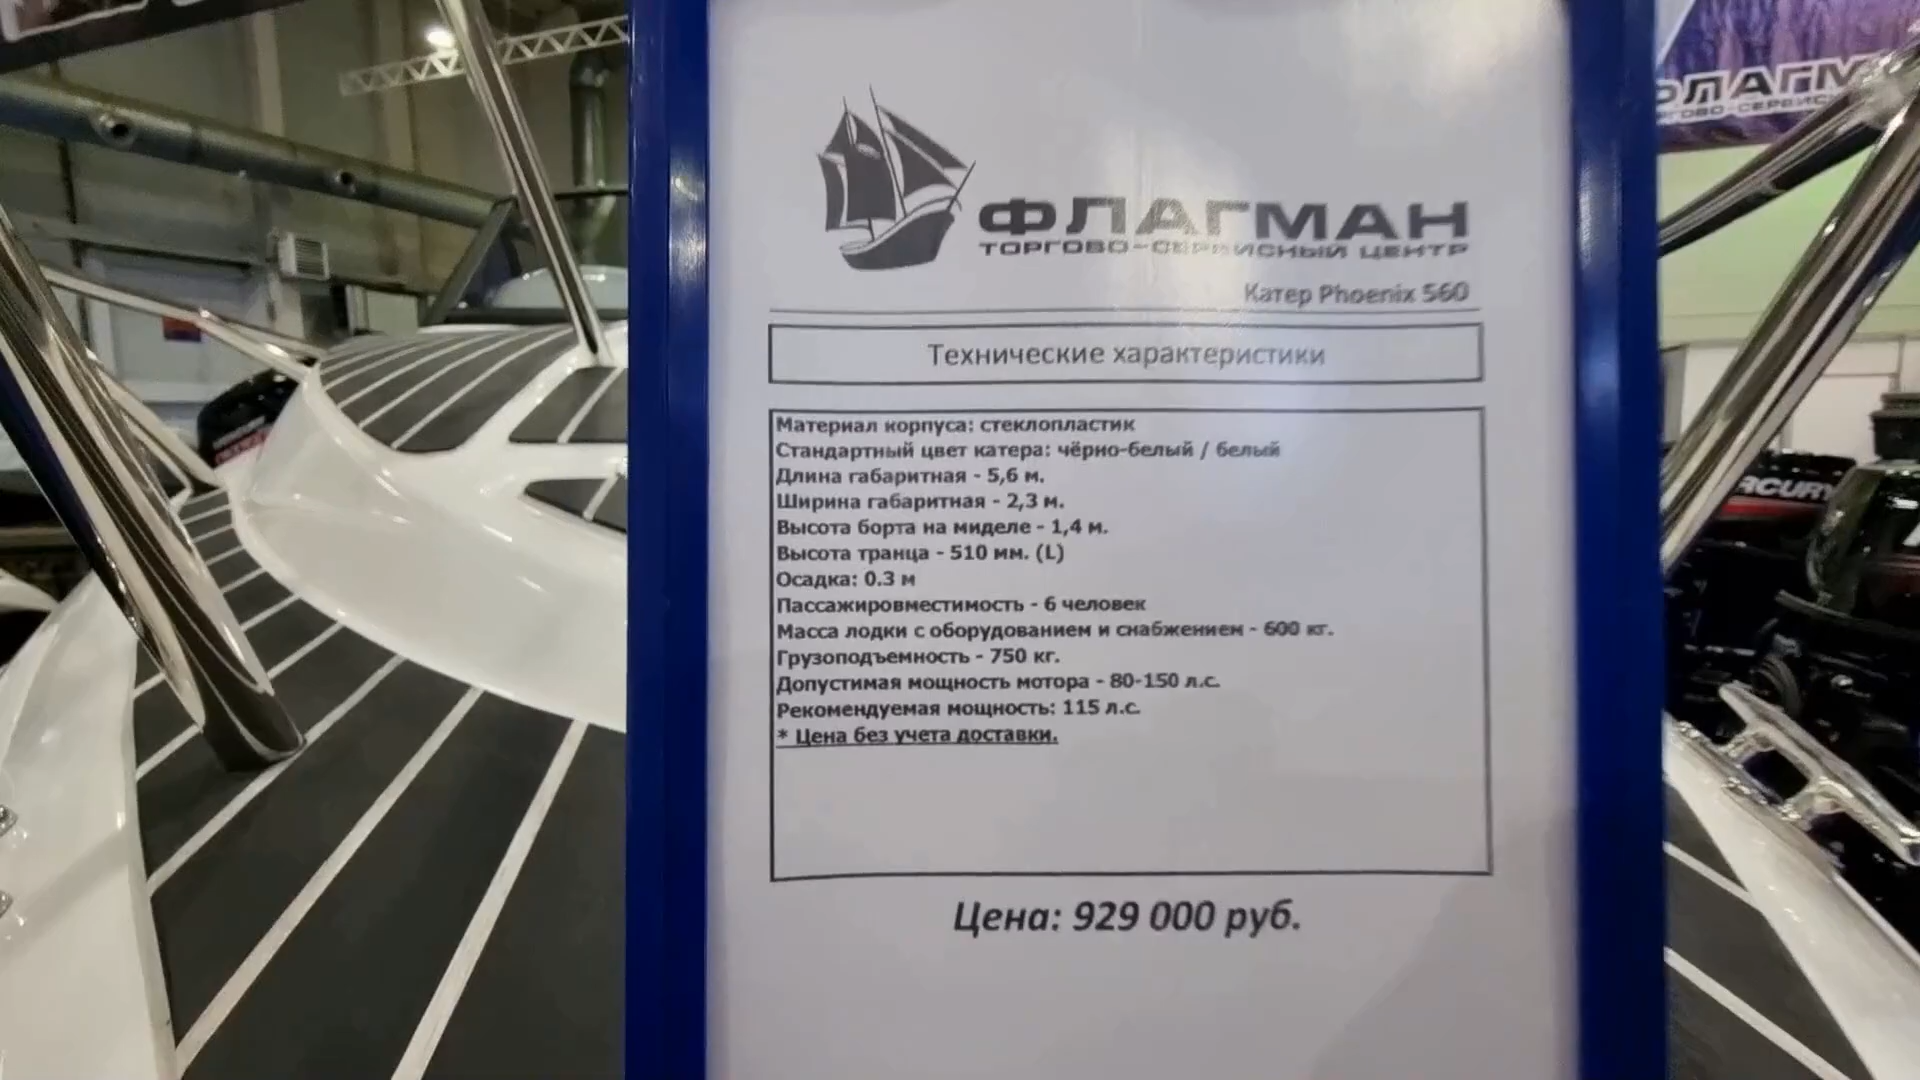 ФЛАГМАН
ТОРГОВО-СЕРВИСНЫЙ ЦЕНТР
Катер Phoenix 560
Технические характеристики
Материал корпуса: стеклопластик
Стандартный цвет катера: чёрно-белый / белый
Длина габаритная - 5,6 м.
Ширина габаритная - 2,3 м.
Высота борта на миделе - 1,4 м.
Высота транца - 510 мм. (L)
Осадка: 0.3 м
Пассажировместимость - 6 человек
Масса лодки с оборудованием и снабжением - 600 кг.
Грузоподъемность - 750 кг.
Допустимая мощность мотора - 80-150 л.с.
Рекомендуемая мощность: 115 л.с.
* Цена без учета доставки.
Цена: 929 000 руб.
ФЛАГМ
RCURY